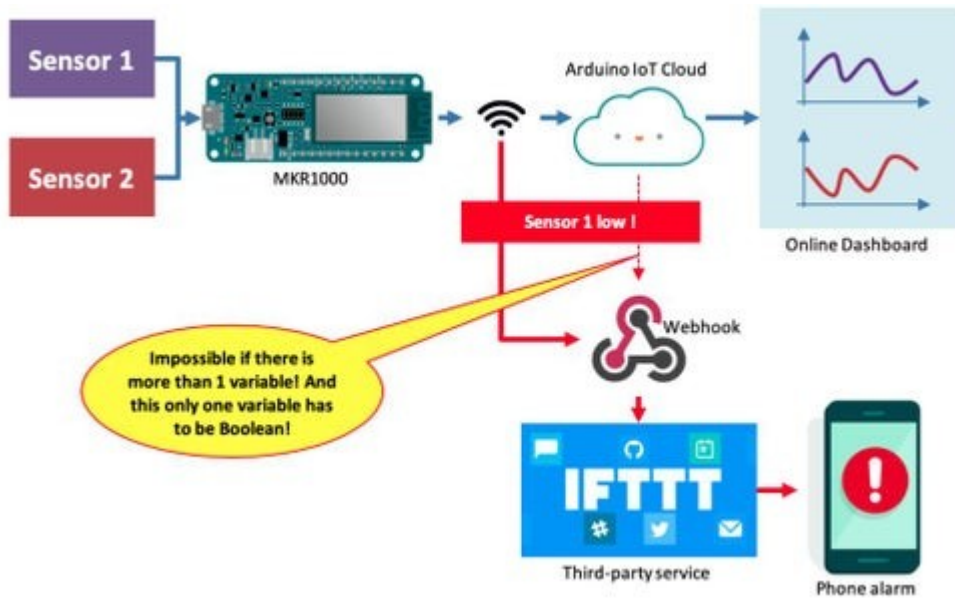 Sensor 1
Sensor 2
MKR1000
Arduino IoT Cloud
Online Dashboard
Sensor 1 low !
Webhook
Impossible if there is
more than 1 variable! And
this only one variable has
to be Boolean!
IFTTT
Third-party service
Phone alarm